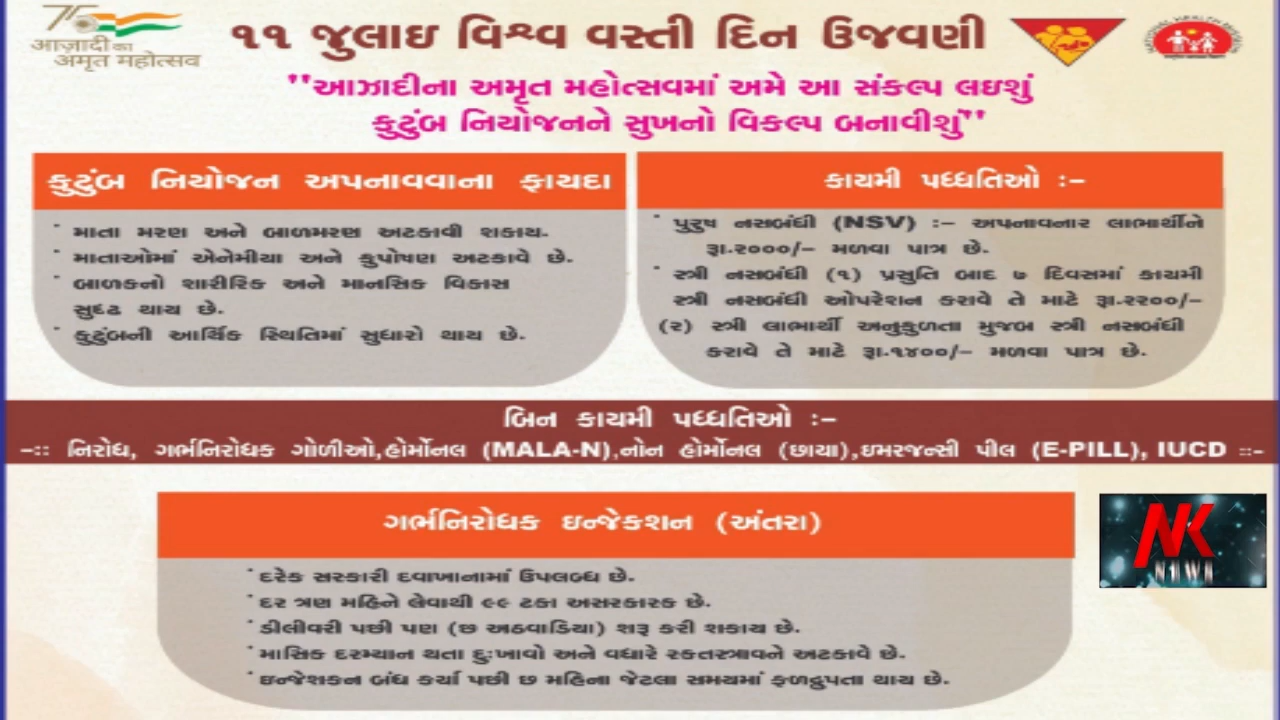 75
आज़ादी का
अमृत महोत्सव
૧૧ જુલાઇ વિશ્વ વસ્તી દિન ઉજવણી
''આઝાદીના અમૃત મહોત્સવમાં અમે આ સંકલ્પ લઇશું
કુટુંબ નિયોજનને સુખનો વિકલ્પ બનાવીશું''
કુટુંબ નિયોજન અપનાવવાના ફાયદા
માતા મરણ અને બાળમરણ અટકાવી શકાય.
માતાઓમાં એનેમીયા અને કુપોષણ અટકાવે છે.
બાળકનો શારીરિક અને માનસિક વિકાસ
સુદ્દઢ થાય છે.
કુટુંબની આર્થિક સ્થિતિમાં સુધારો થાય છે.
કાયમી પધ્ધતિઓ :–
પુરુષ નસબંધી (NSV) :– અપનાવનાર લાભાર્થીને
રૂા.૨૦૦૦/– મળવા પાત્ર છે.
સ્ત્રી નસબંધી (૧) પ્રસુતિ બાદ ૭ દિવસમાં કાયમી
સ્ત્રી નસબંધી ઓપરેશન કરાવે તે માટે રૂા.૨૨૦૦/–
(૨) સ્ત્રી લાભાર્થી અનુકુળતા મુજબ સ્ત્રી નસબંધી
કરાવે તે માટે રૂા.૧૪૦૦/– મળવા પાત્ર છે.
બિન કાયમી પધ્ધતિઓ :–
–:: નિરોધ, ગર્ભનિરોધક ગોળીઓ,હોર્મોનલ (MALA-N),નોન હોર્મોનલ (છાયા),ઇમરજન્સી પીલ (E-PILL), IUCD ::–
ગર્ભનિરોધક ઇન્જેકશન (અંતરા)
દરેક સરકારી દવાખાનામાં ઉપલબ્ધ છે.
દર ત્રણ મહિને લેવાથી ૯૯ ટકા અસરકારક છે.
ડીલીવરી પછી પણ (છ અઠવાડિયા) શરૂ કરી શકાય છે.
માસિક દરમ્યાન થતા દુઃખાવો અને વધારે રકતસ્ત્રાવને અટકાવે છે.
ઇન્જેશકન બંધ કર્યા પછી છ મહિના જેટલા સમયમાં ફળદ્રુપતા થાય છે.
NK